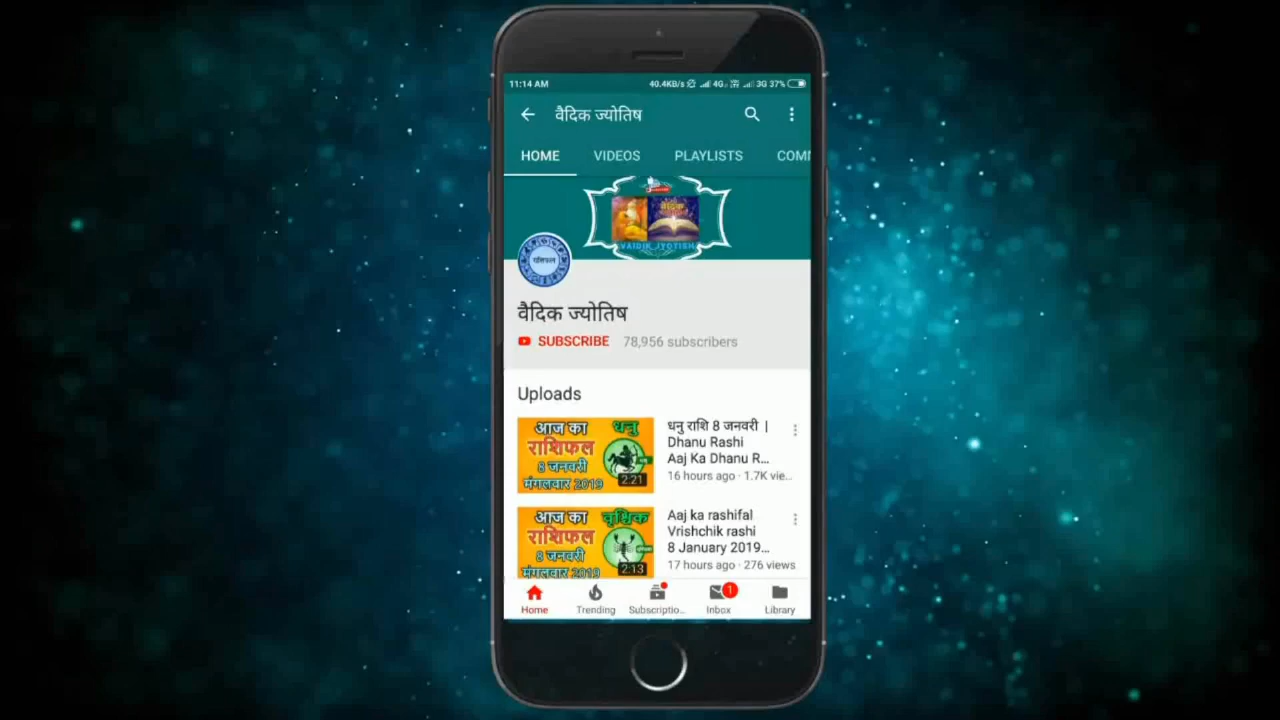 11:14 AM
40.4KB/s 4G 3G 37%
वैदिक ज्योतिष
HOME VIDEOS PLAYLISTS COMM
वैदिक
VAIDIK JYOTISH
राशिफल
वैदिक ज्योतिष
SUBSCRIBE 78,956 subscribers
Uploads
आज का धनु
राशिफल
8 जनवरी
मंगलवार 2019
2:21
धनु राशि 8 जनवरी |
Dhanu Rashi
Aaj Ka Dhanu R...
16 hours ago · 1.7K vie...
आज का वृश्चिक
राशिफल
8 जनवरी
मंगलवार 2019
2:13
Aaj ka rashifal
Vrishchik rashi
8 January 2019...
17 hours ago · 276 views
Home Trending Subscriptio... Inbox Library
1